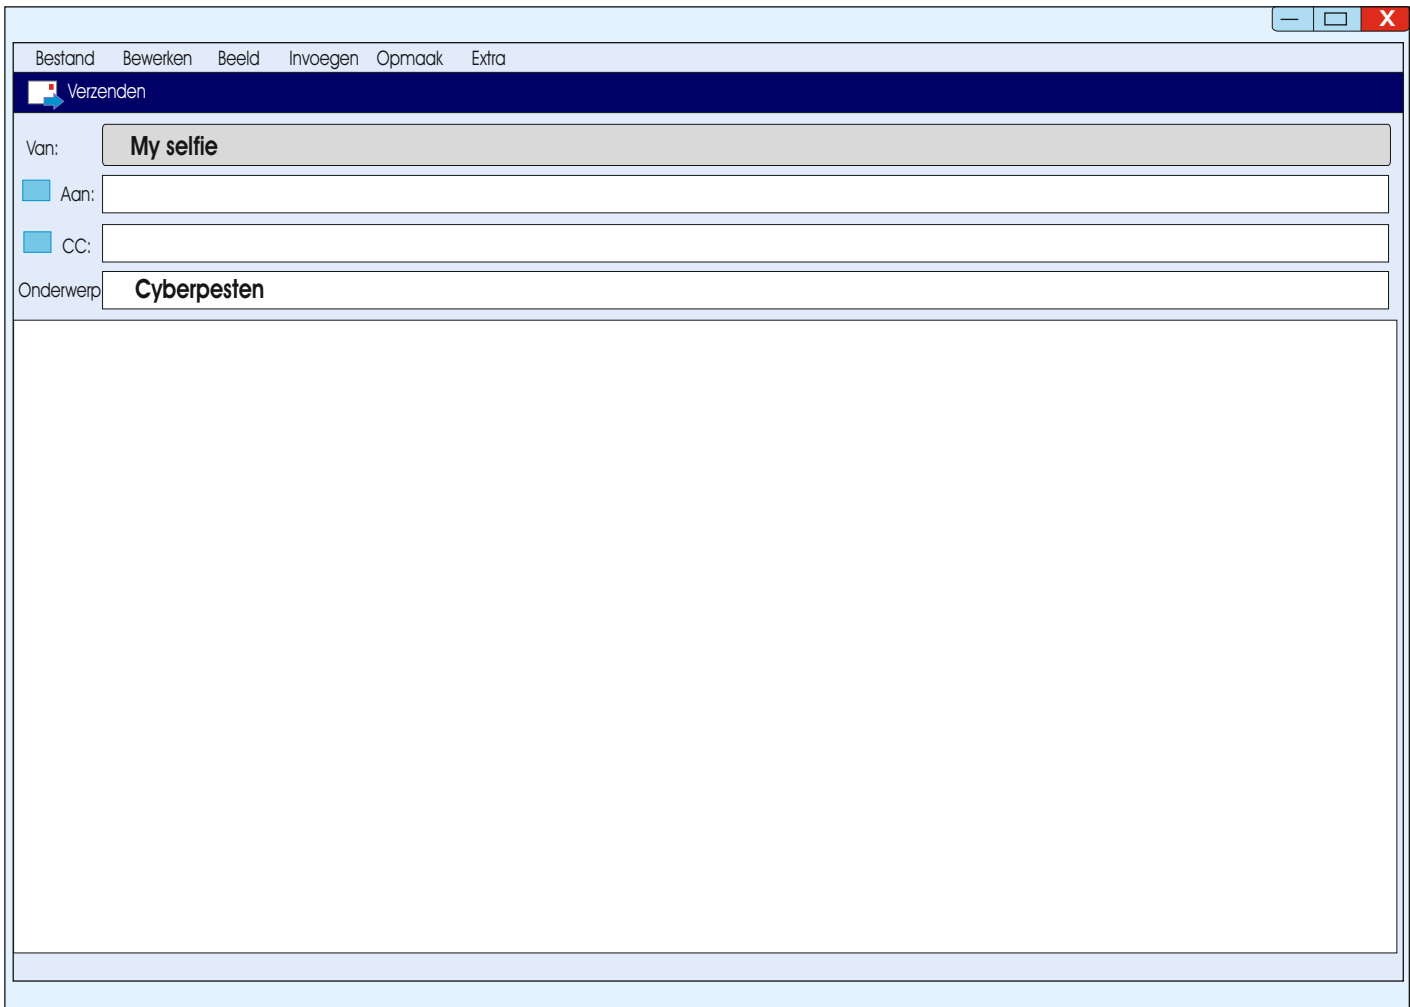 X
Bestand Bewerken Beeld Invoegen Opmaak Extra
Verzenden
Van: My selfie
Aan:
CC:
Onderwerp Cyberpesten